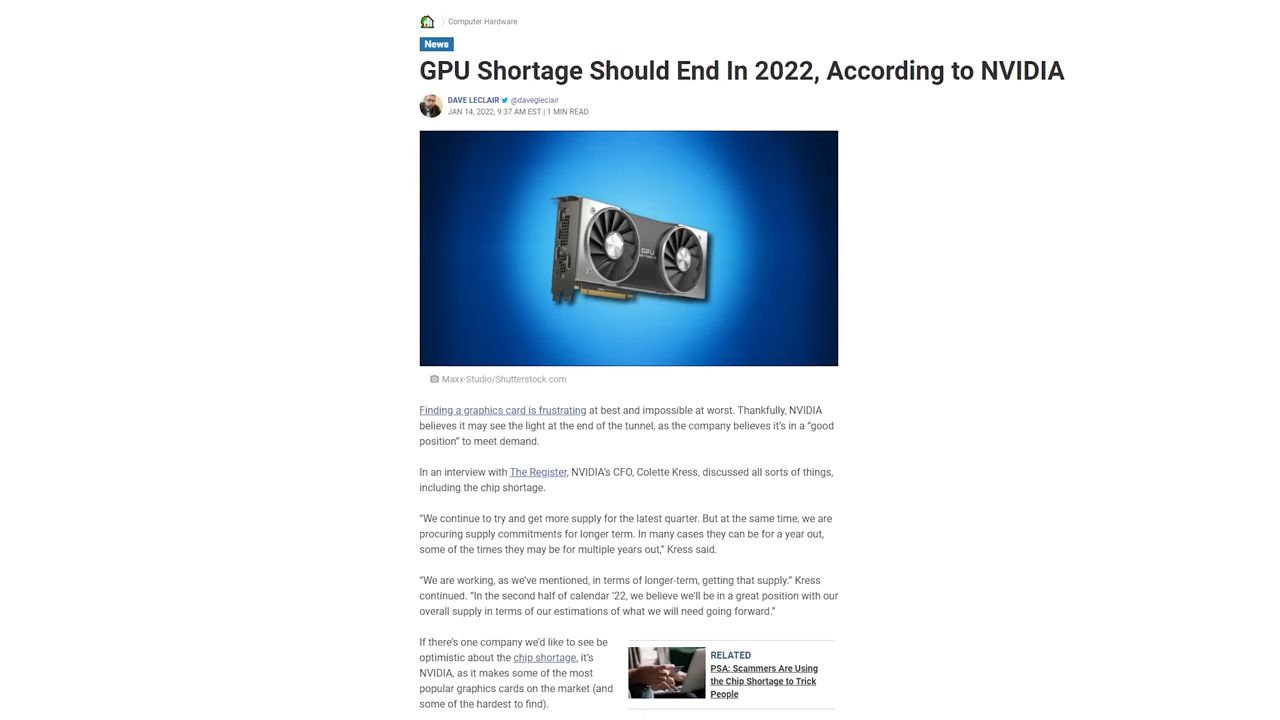 Computer Hardware
News
GPU Shortage Should End In 2022, According to NVIDIA
DAVE LECLAIR @davegleclair
JAN 14, 2022, 9:37 AM EST | 1 MIN READ
GPU
Maxx-Studio/Shutterstock.com
Finding a graphics card is frustrating at best and impossible at worst. Thankfully, NVIDIA
believes it may see the light at the end of the tunnel, as the company believes it's in a “good
position” to meet demand.
In an interview with The Register, NVIDIA's CFO, Colette Kress, discussed all sorts of things,
including the chip shortage.
“We continue to try and get more supply for the latest quarter. But at the same time, we are
procuring supply commitments for longer term. In many cases they can be for a year out,
some of the times they may be for multiple years out,” Kress said.
“We are working, as we've mentioned, in terms of longer-term, getting that supply.” Kress
continued. “In the second half of calendar '22, we believe we'll be in a great position with our
overall supply in terms of our estimations of what we will need going forward.”
If there's one company we'd like to see be
optimistic about the chip shortage, it's
NVIDIA, as it makes some of the most
popular graphics cards on the market (and
some of the hardest to find).
RELATED
PSA: Scammers Are Using
the Chip Shortage to Trick
People